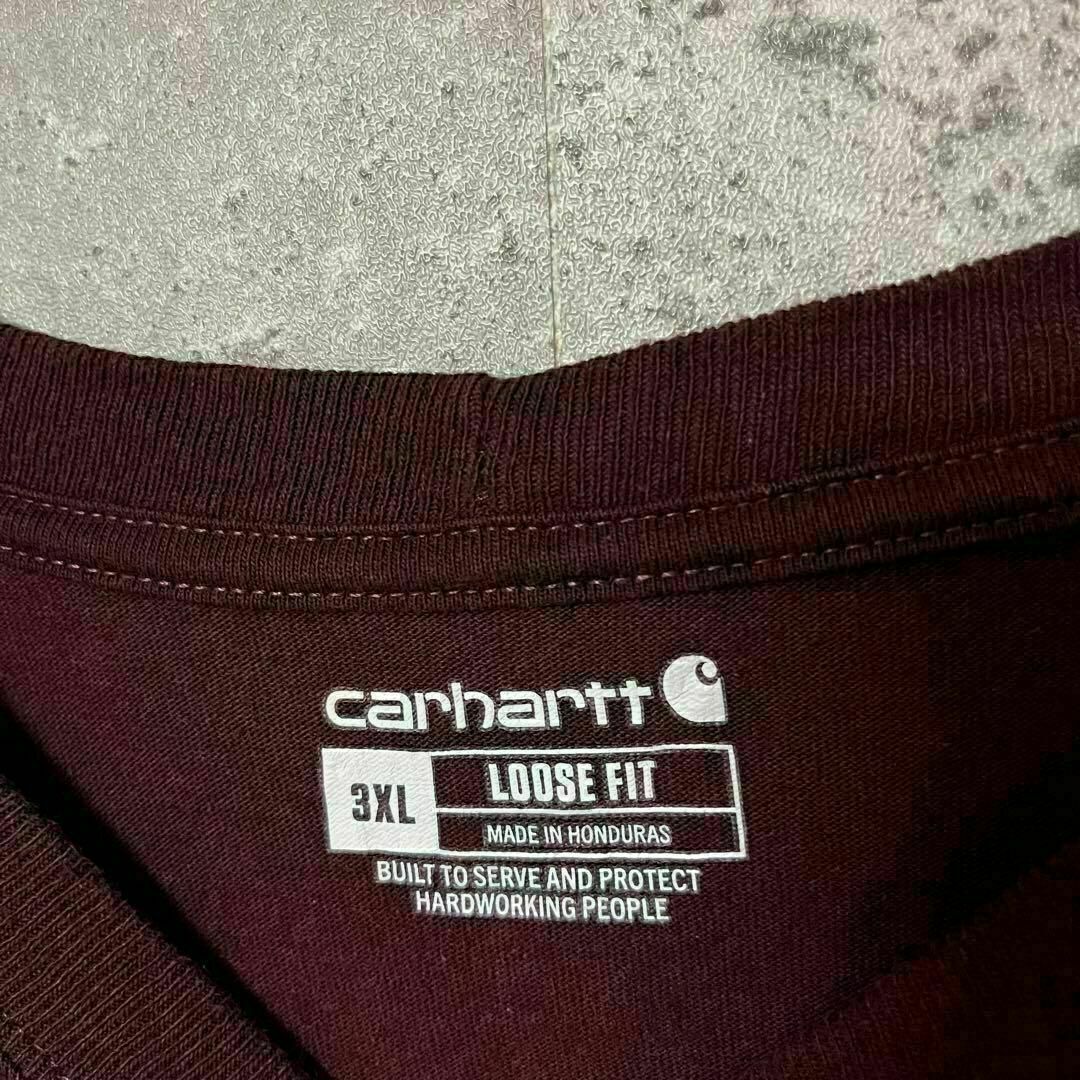 carhartt
3XL
LOOSE FIT
MADE IN HONDURAS
BUILT TO SERVE AND PROTECT
HARDWORKING PEOPLE